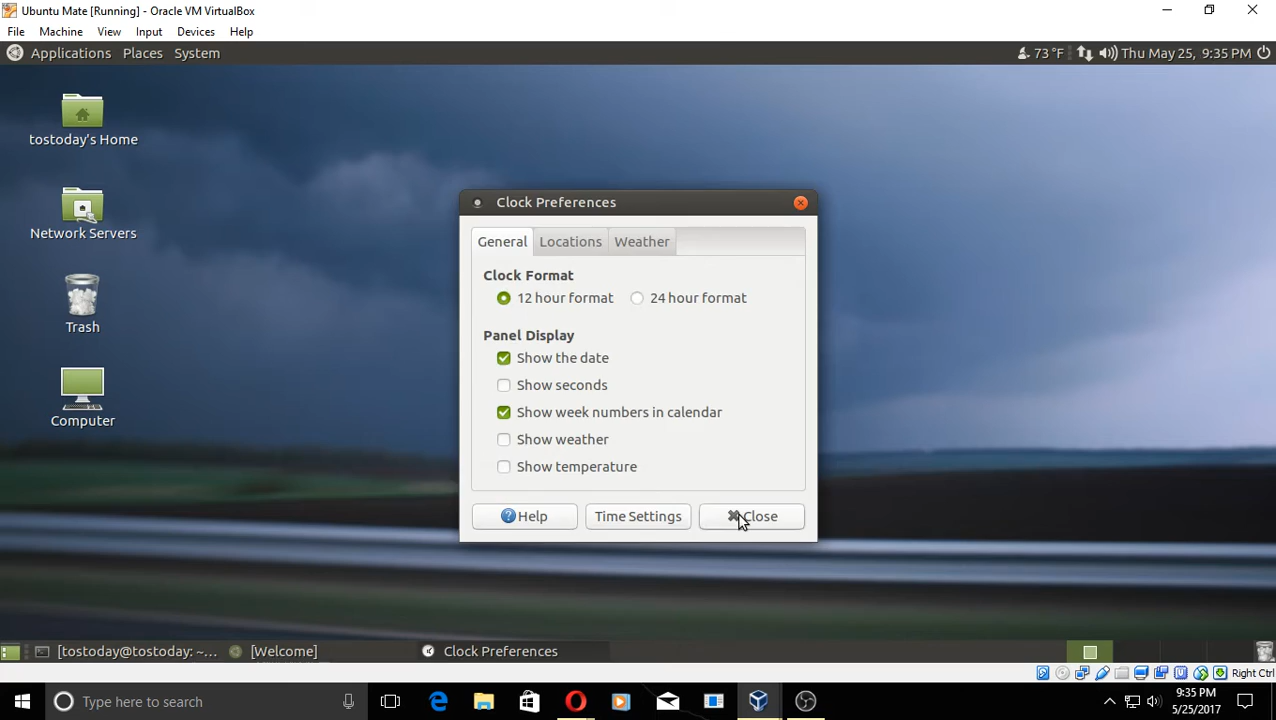 Ubuntu Mate [Running] - Oracle VM VirtualBox
File Machine View Input Devices Help
Applications Places System 73 °F Thu May 25, 9:35 PM
tostoday's Home
Network Servers
Trash
Computer
Clock Preferences
General Locations Weather
Clock Format
12 hour format 24 hour format
Panel Display
Show the date
Show seconds
Show week numbers in calendar
Show weather
Show temperature
Help Time Settings Close
[tostoday@tostoday: ~... [Welcome] Clock Preferences
Right Ctrl
Type here to search
9:35 PM
5/25/2017